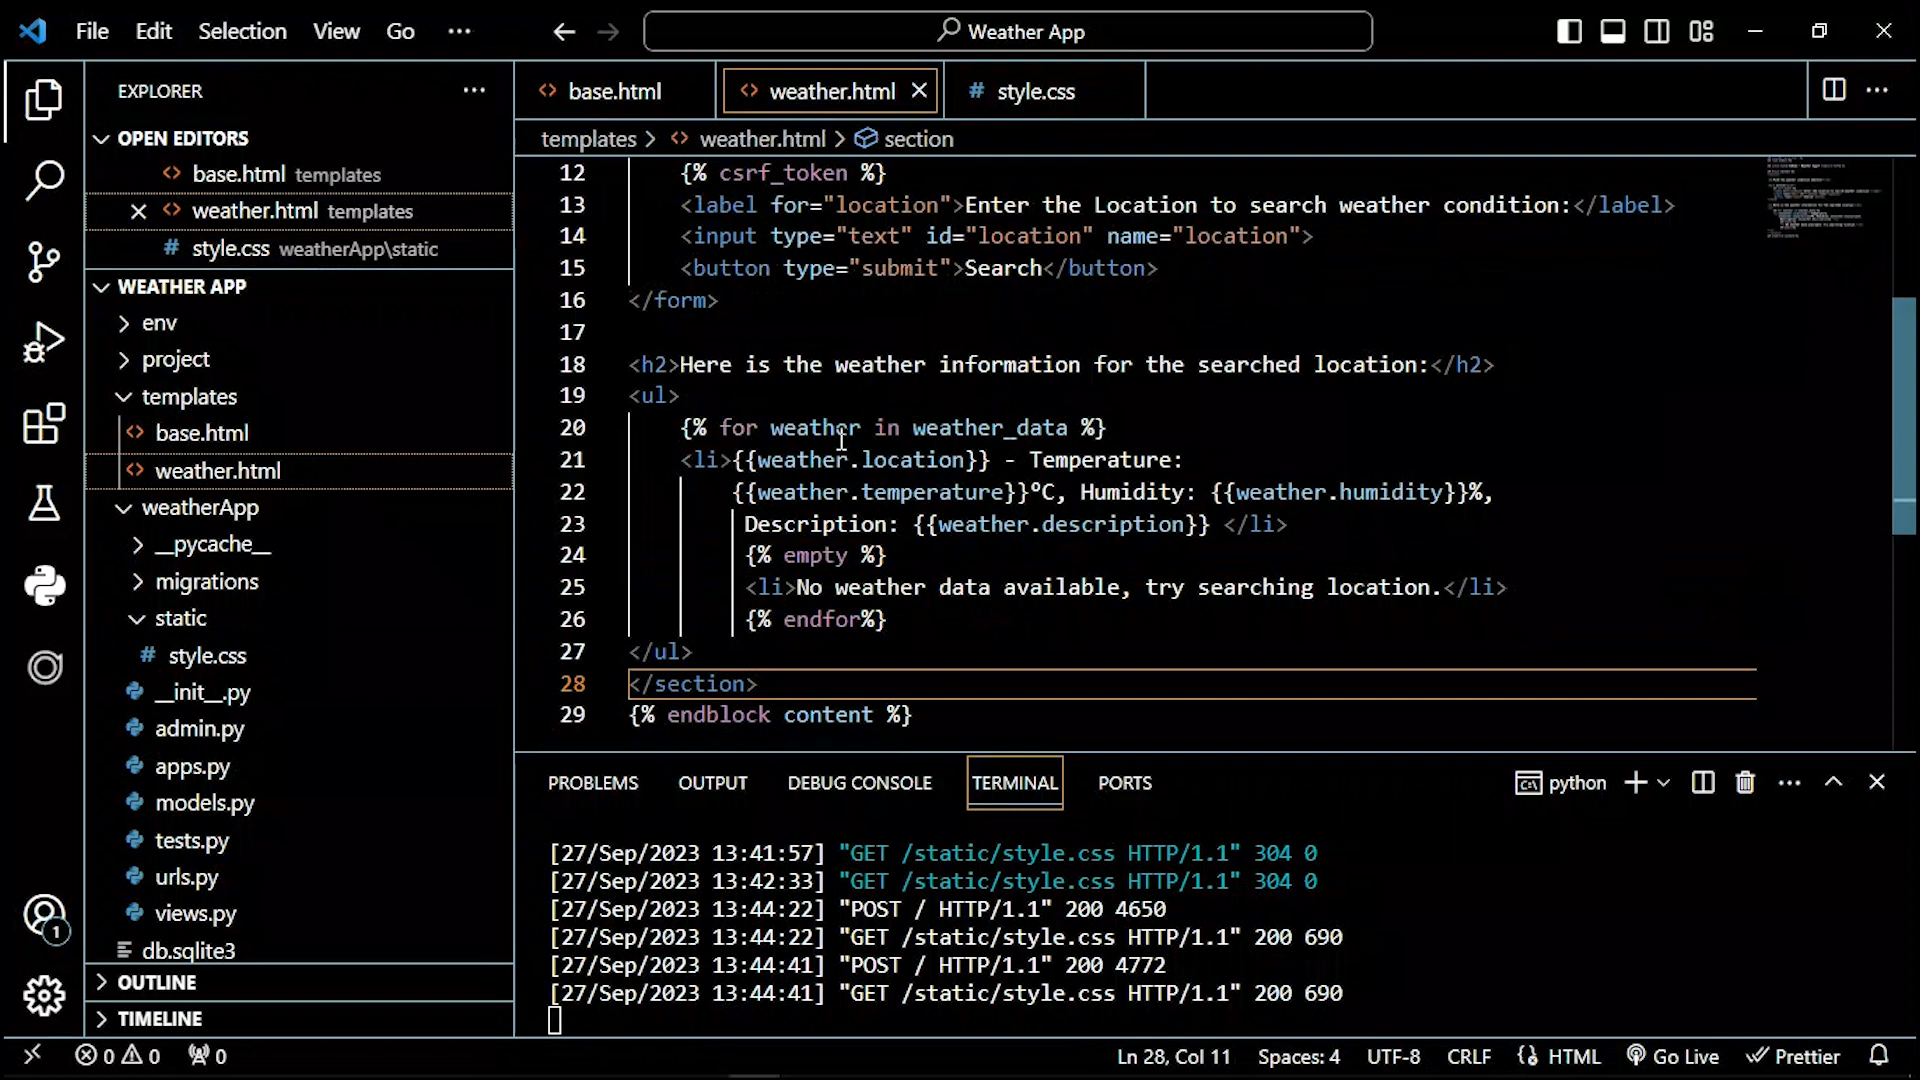 File Edit Selection View Go ··· Weather App
EXPLORER ···
OPEN EDITORS
base.html templates
weather.html templates
# style.css weatherApp\static
WEATHER APP
env
project
templates
base.html
weather.html
weatherApp
__pycache__
migrations
static
# style.css
__init__.py
admin.py
apps.py
models.py
tests.py
urls.py
views.py
db.sqlite3
OUTLINE
TIMELINE
1
base.html weather.html # style.css
templates > weather.html > section
12 {% csrf_token %}
13 <label for="location">Enter the Location to search weather condition:</label>
14 <input type="text" id="location" name="location">
15 <button type="submit">Search</button>
16 </form>
17
18 <h2>Here is the weather information for the searched location:</h2>
19 <ul>
20 {% for weather in weather_data %}
21 <li>{{weather.location}} - Temperature:
22 {{weather.temperature}}°C, Humidity: {{weather.humidity}}%,
23 Description: {{weather.description}} </li>
24 {% empty %}
25 <li>No weather data available, try searching location.</li>
26 {% endfor%}
27 </ul>
28 </section>
29 {% endblock content %}
PROBLEMS OUTPUT DEBUG CONSOLE TERMINAL PORTS python
[27/Sep/2023 13:41:57] "GET /static/style.css HTTP/1.1" 304 0
[27/Sep/2023 13:42:33] "GET /static/style.css HTTP/1.1" 304 0
[27/Sep/2023 13:44:22] "POST / HTTP/1.1" 200 4650
[27/Sep/2023 13:44:22] "GET /static/style.css HTTP/1.1" 200 690
[27/Sep/2023 13:44:41] "POST / HTTP/1.1" 200 4772
[27/Sep/2023 13:44:41] "GET /static/style.css HTTP/1.1" 200 690
0 0 0 Ln 28, Col 11 Spaces: 4 UTF-8 CRLF HTML Go Live Prettier